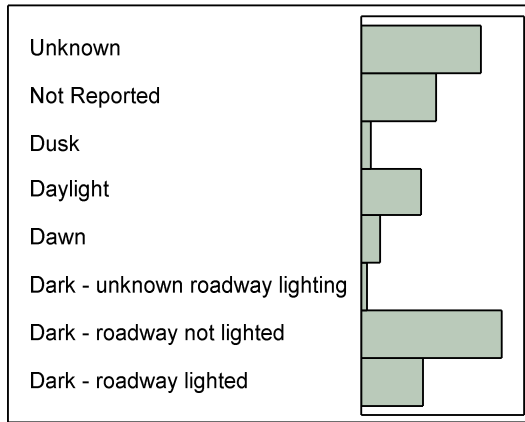 Unknown
Not Reported
Dusk
Daylight
Dawn
Dark - unknown roadway lighting
Dark - roadway not lighted
Dark - roadway lighted